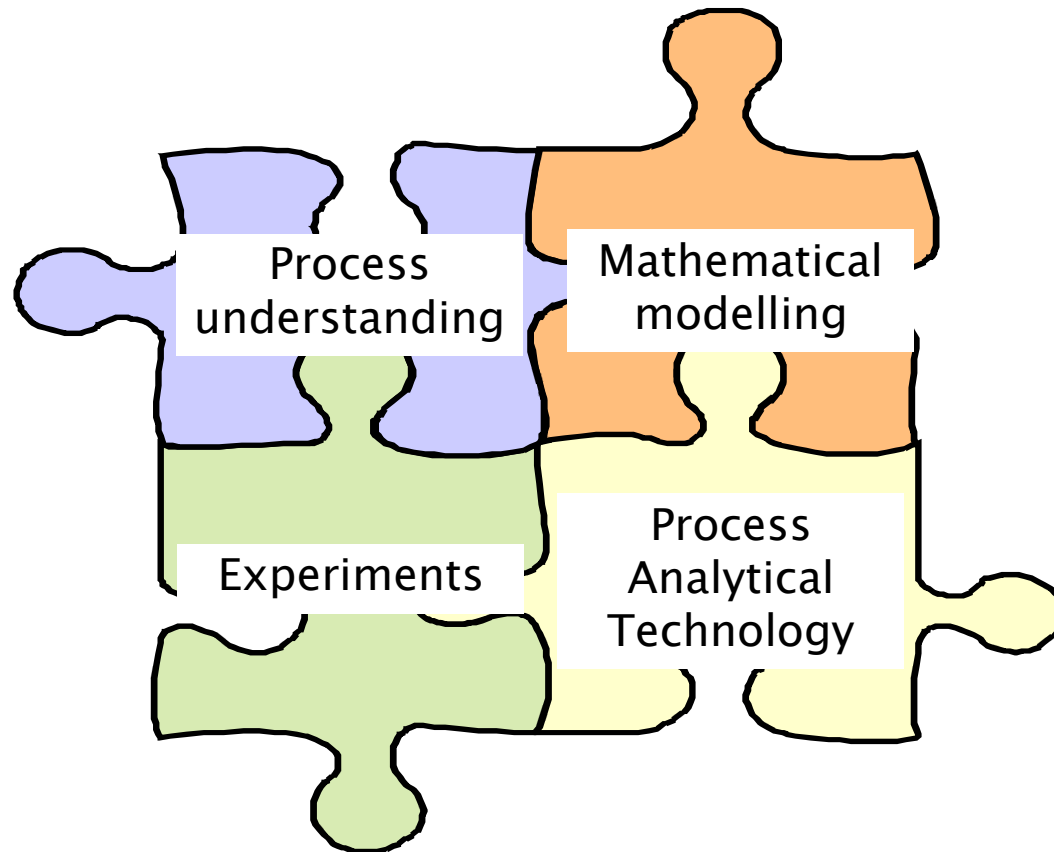 Process
understanding
Mathematical
modelling
Experiments
Process
Analytical
Technology